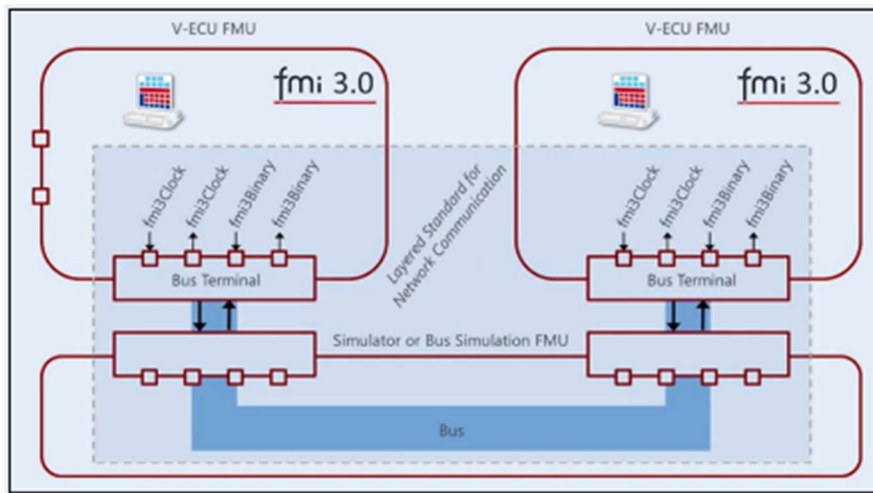 V-ECU FMU
V-ECU FMU
fmi 3.0
fmi 3.0
fmi3Clock
fmi3Clock
fmi3Binary
fmi3Binary
Layered Standard for
Network Communication
fmi3Clock
fmi3Clock
fmi3Binary
fmi3Binary
Bus Terminal
Bus Terminal
Simulator or Bus Simulation FMU
Bus